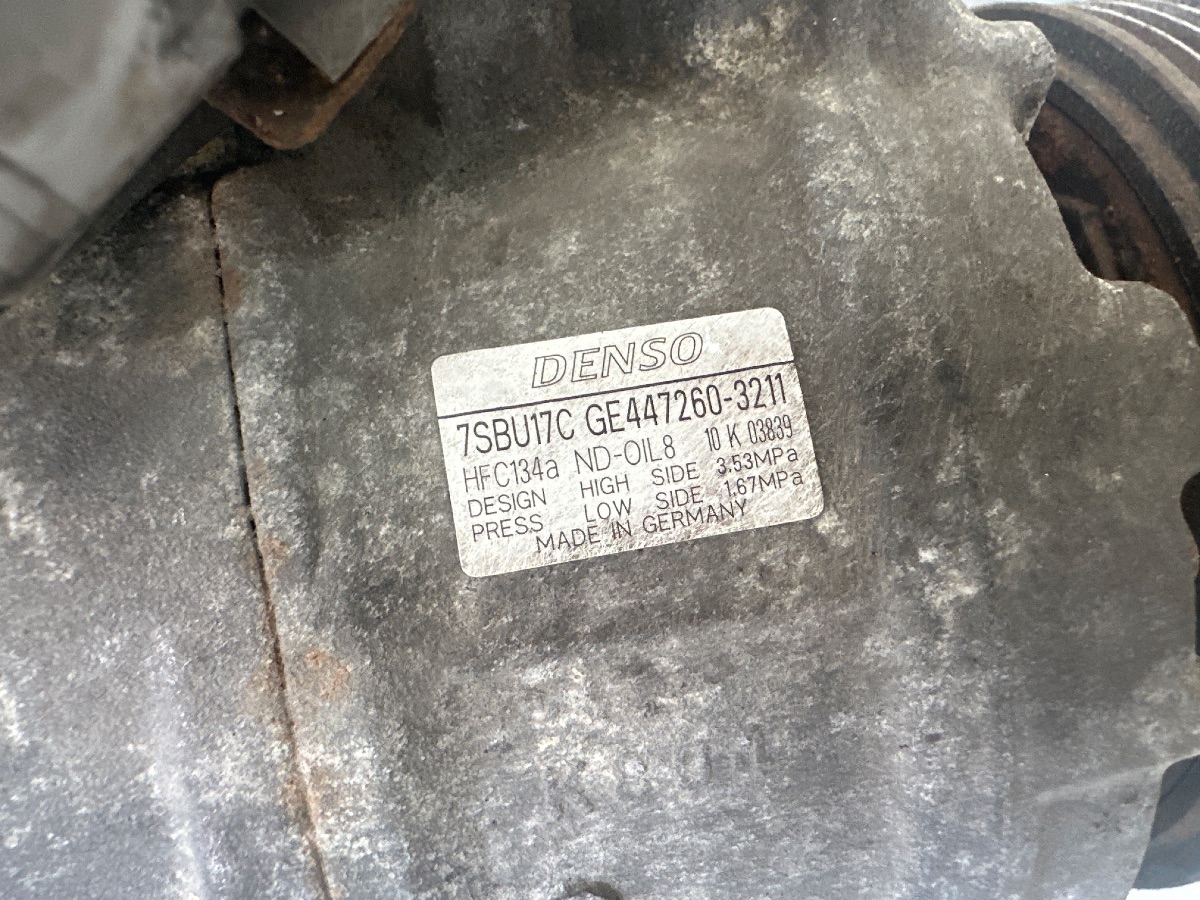 DENSO
7SBU17C GE447260-3211
HFC134a ND-OIL8 10 K 03839
DESIGN HIGH SIDE 3.53MPa
PRESS LOW SIDE 1.67MPa
MADE IN GERMANY